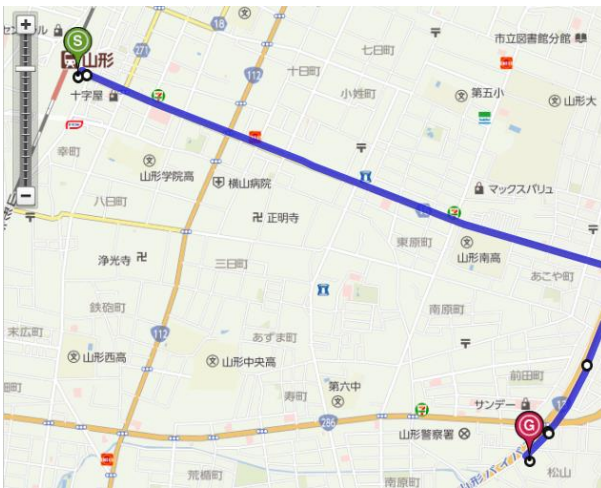 S
山形
18
271
112
七日町
市立図書館分館
十日町
小姓町
第五小
山形大
十字屋
幸町
山形学院高
横山病院
マックスバリュ
八日町
正明寺
東原町
山形南高
浄光寺
三日町
あこや町
鉄砲町
南原町
末広町
112
あずま町
山形西高
山形中央高
前田町
第六中
寿町
サンデー
286
山形警察署
G
山形バイパ
荒楯町
南原町
松山